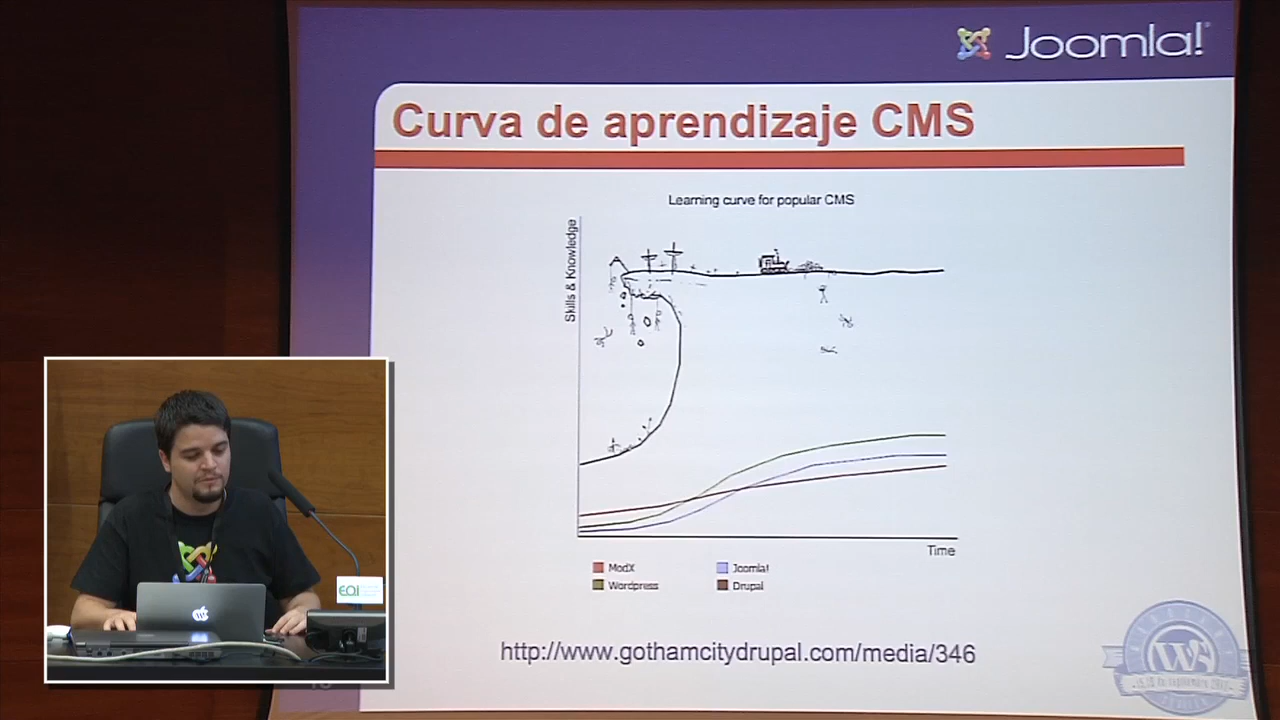 Joomla!
Curva de aprendizaje CMS
Learning curve for popular CMS
Skills & Knowledge
Time
ModX
Joomla!
Wordpress
Drupal
http://www.gothamcitydrupal.com/media/346
EOI
W